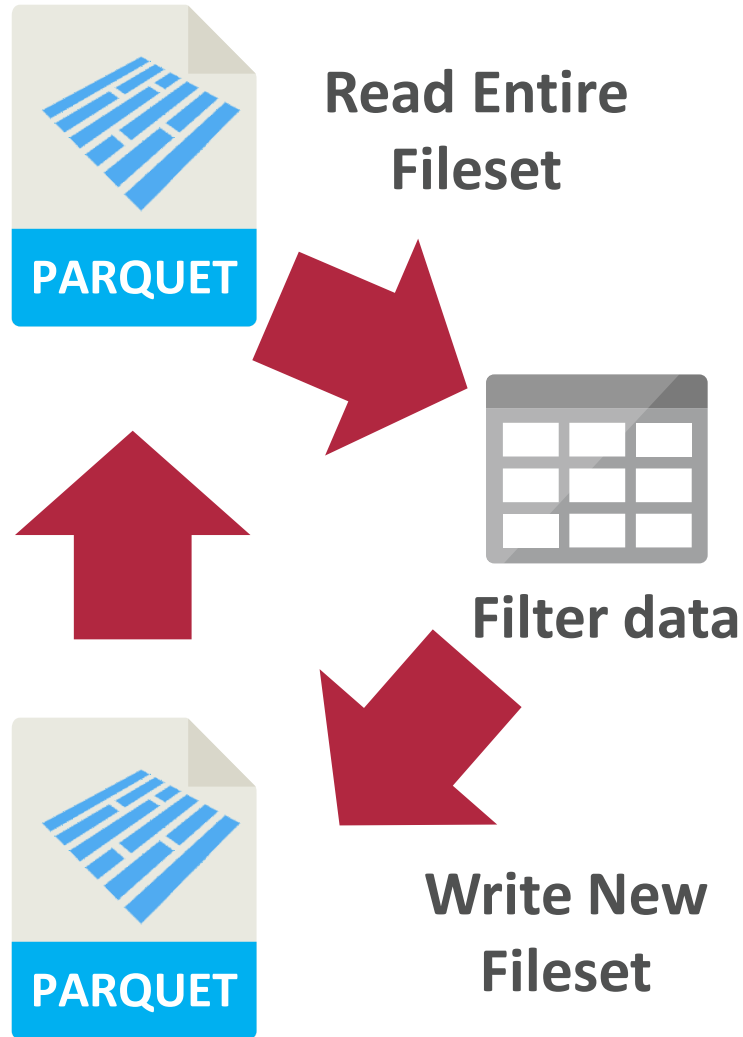 Read Entire
Fileset
PARQUET
Filter data
Write New
Fileset
PARQUET